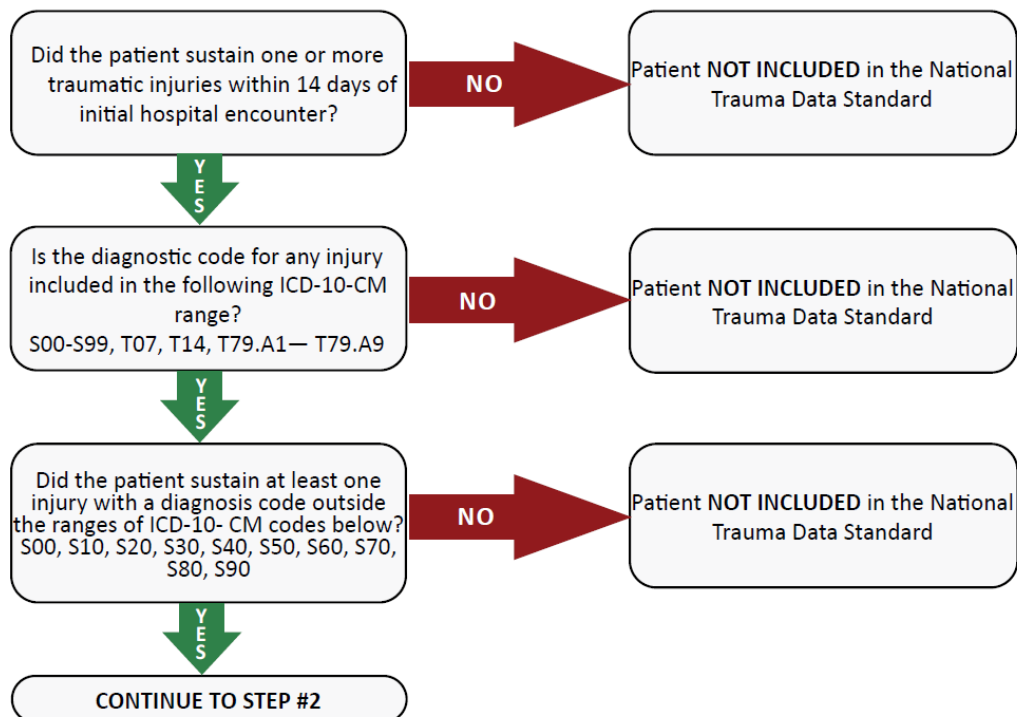 Did the patient sustain one or more
traumatic injuries within 14 days of
initial hospital encounter?
NO
Patient NOT INCLUDED in the National
Trauma Data Standard
YES
Is the diagnostic code for any injury
included in the following ICD-10-CM
range?
S00-S99, T07, T14, T79.A1— T79.A9
NO
Patient NOT INCLUDED in the National
Trauma Data Standard
YES
Did the patient sustain at least one
injury with a diagnosis code outside
the ranges of ICD-10- CM codes below?
S00, S10, S20, S30, S40, S50, S60, S70,
S80, S90
NO
Patient NOT INCLUDED in the National
Trauma Data Standard
YES
CONTINUE TO STEP #2